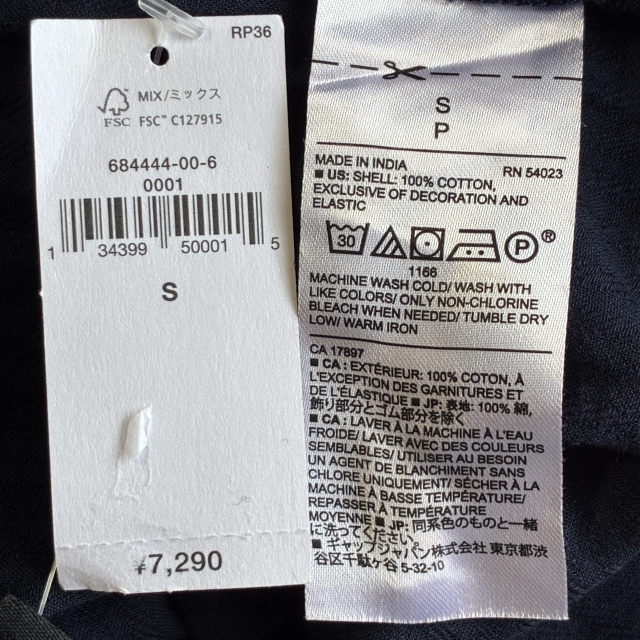 RP36
MIX/ミックス
FSC FSC™ C127915
684444-00-6
0001
1 34399 50001 5
S
¥7,290
S
P
MADE IN INDIA RN 54023
■ US: SHELL: 100% COTTON,
EXCLUSIVE OF DECORATION AND
ELASTIC
30 P®
1166
MACHINE WASH COLD/ WASH WITH
LIKE COLORS/ ONLY NON-CHLORINE
BLEACH WHEN NEEDED/ TUMBLE DRY
LOW/ WARM IRON
CA 17897
■ CA : EXTÉRIEUR: 100% COTON, À
L'EXCEPTION DES GARNITURES ET
DE L'ÉLASTIQUE ■ JP: 表地: 100% 綿,
飾り部分とゴム部分を除く
■ CA : LAVER À LA MACHINE À L'EAU
FROIDE/ LAVER AVEC DES COULEURS
SEMBLABLES/ UTILISER AU BESOIN
UN AGENT DE BLANCHIMENT SANS
CHLORE UNIQUEMENT/ SÉCHER À LA
MACHINE À BASSE TEMPÉRATURE/
REPASSER À TEMPÉRATURE
MOYENNE ■ JP: 同系色のものと一緒
に洗ってください。
■ キャップジャパン株式会社 東京都渋
谷区千駄ヶ谷 5-32-10